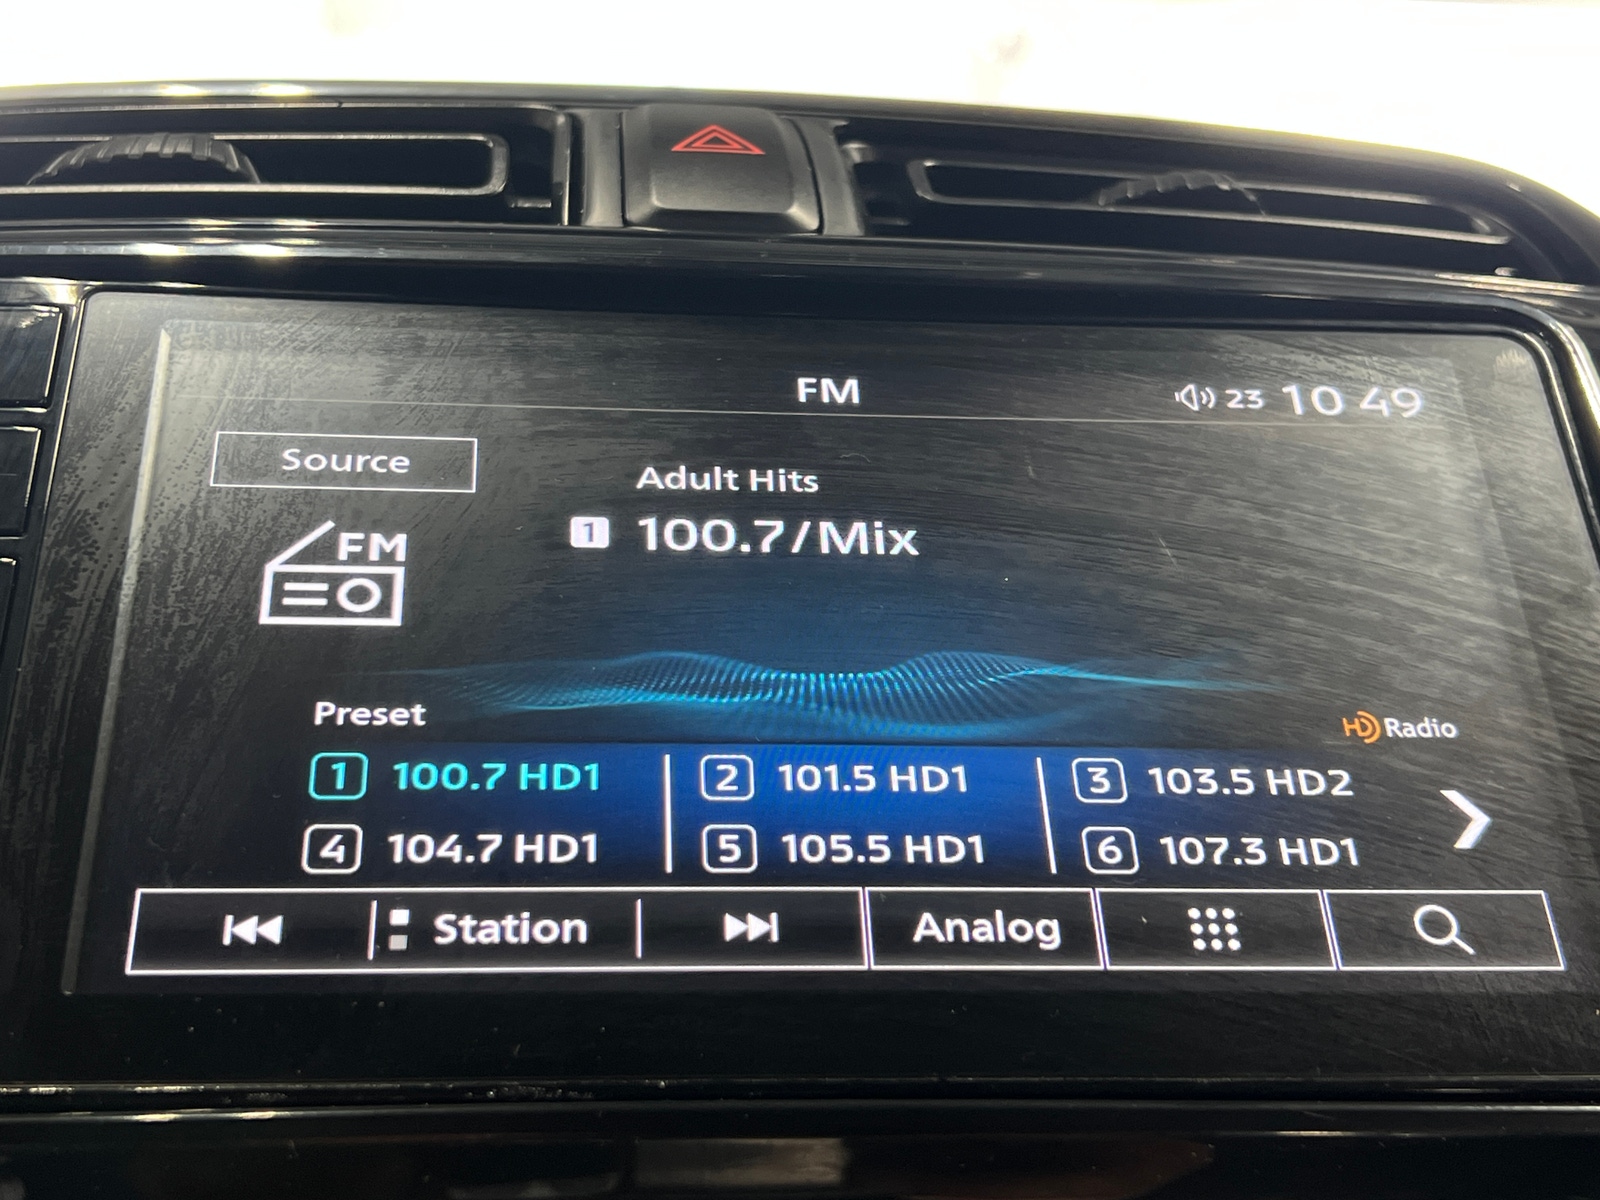 FM
23 10 49
Source
Adult Hits
FM
1 100.7/Mix
Preset
HD Radio
1 100.7 HD1
2 101.5 HD1
3 103.5 HD2
4 104.7 HD1
5 105.5 HD1
6 107.3 HD1
Station
Analog